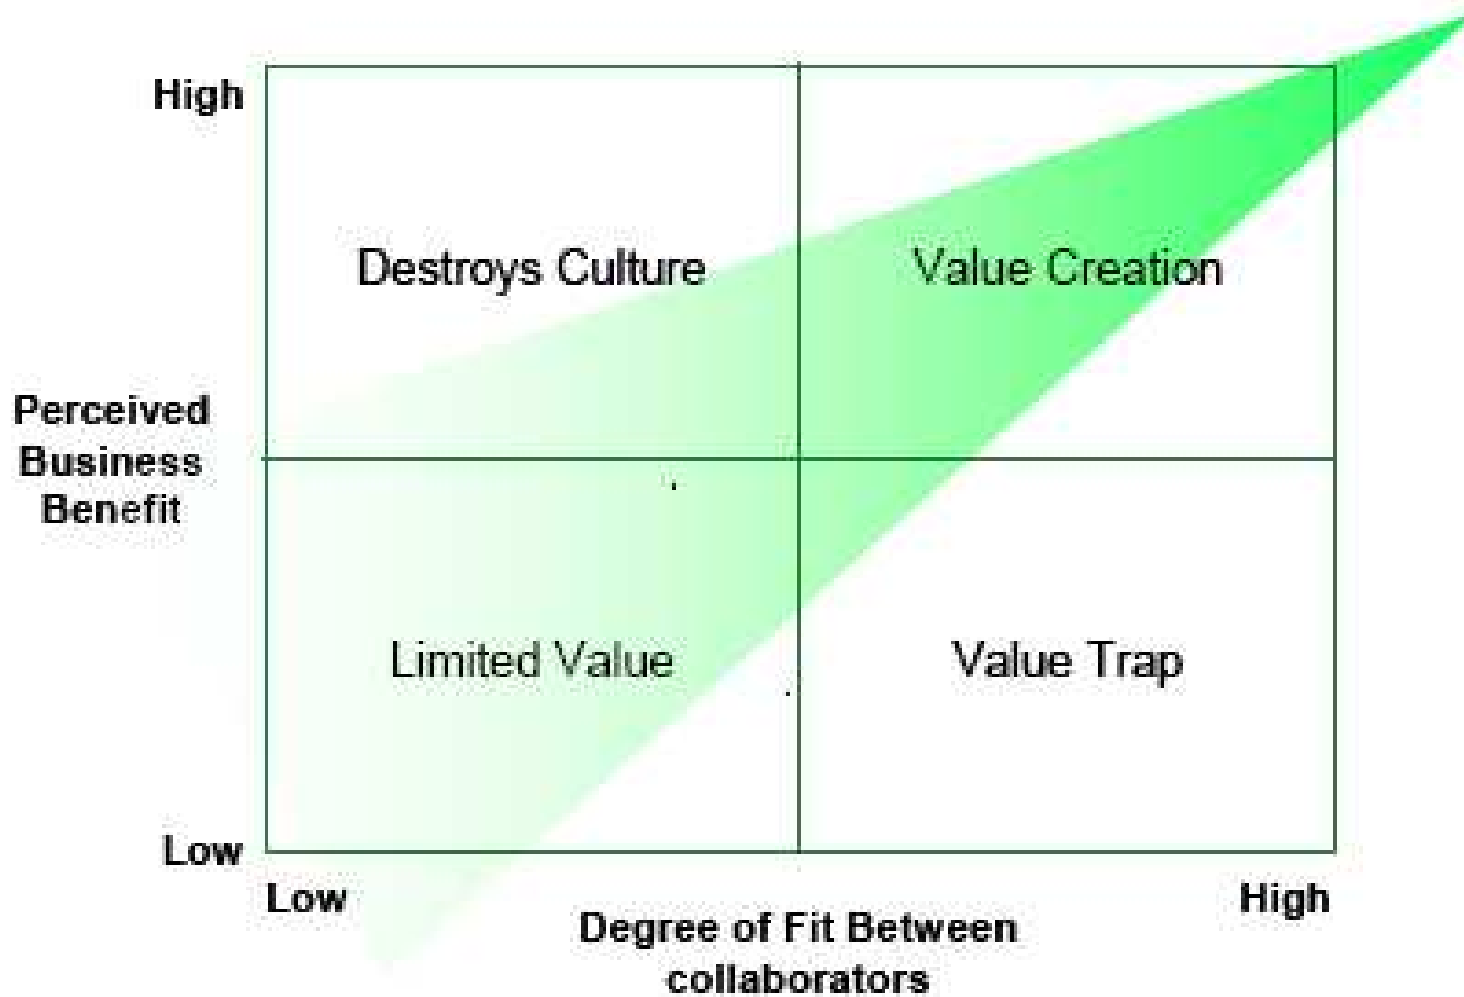 High
Destroys Culture
Value Creation
Perceived
Business
Benefit
Limited Value
Value Trap
Low
Low
High
Degree of Fit Between
collaborators